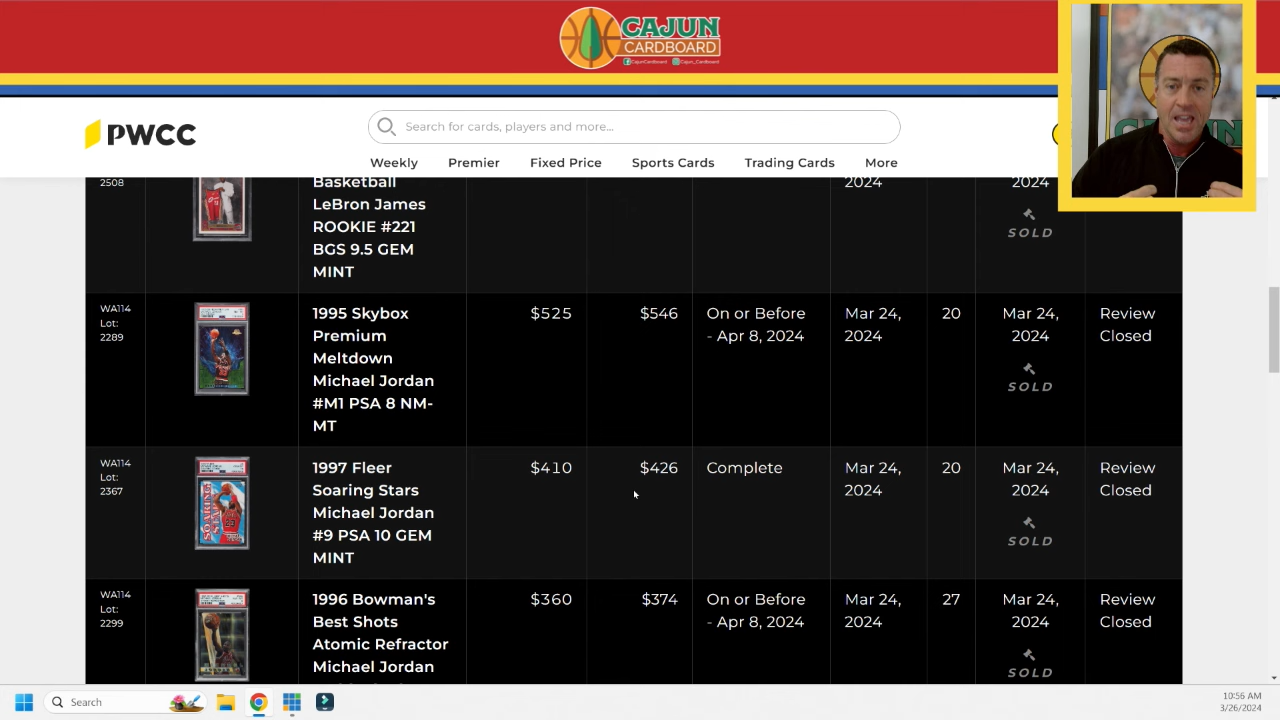 CAJUN
CARDBOARD
CajunCardboard Cajun_Cardboard
PWCC
Search for cards, players and more...
Weekly Premier Fixed Price Sports Cards Trading Cards More
2508
Basketball
LeBron James
ROOKIE #221
BGS 9.5 GEM
MINT
2024
2024
SOLD
WA114
Lot:
2289
1995 Skybox
Premium
Meltdown
Michael Jordan
#M1 PSA 8 NM-
MT
$525
$546
On or Before
- Apr 8, 2024
Mar 24,
2024
20
Mar 24,
2024
SOLD
Review
Closed
WA114
Lot:
2367
SOARING
STARS
1997 Fleer
Soaring Stars
Michael Jordan
#9 PSA 10 GEM
MINT
$410
$426
Complete
Mar 24,
2024
20
Mar 24,
2024
SOLD
Review
Closed
WA114
Lot:
2299
1996 Bowman's
Best Shots
Atomic Refractor
Michael Jordan
$360
$374
On or Before
- Apr 8, 2024
Mar 24,
2024
27
Mar 24,
2024
SOLD
Review
Closed
Search
10:56 AM
3/26/2024